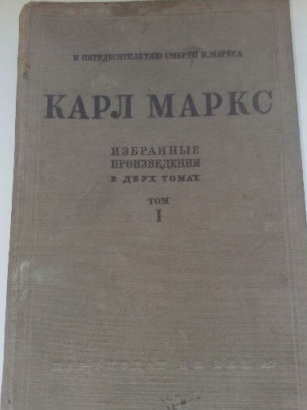 К ПЯТИДЕСЯТИЛЕТИЮ СМЕРТИ К. МАРКСА
КАРЛ МАРКС
ИЗБРАННЫЕ
ПРОИЗВЕДЕНИЯ
В ДВУХ ТОМАХ
ТОМ
I